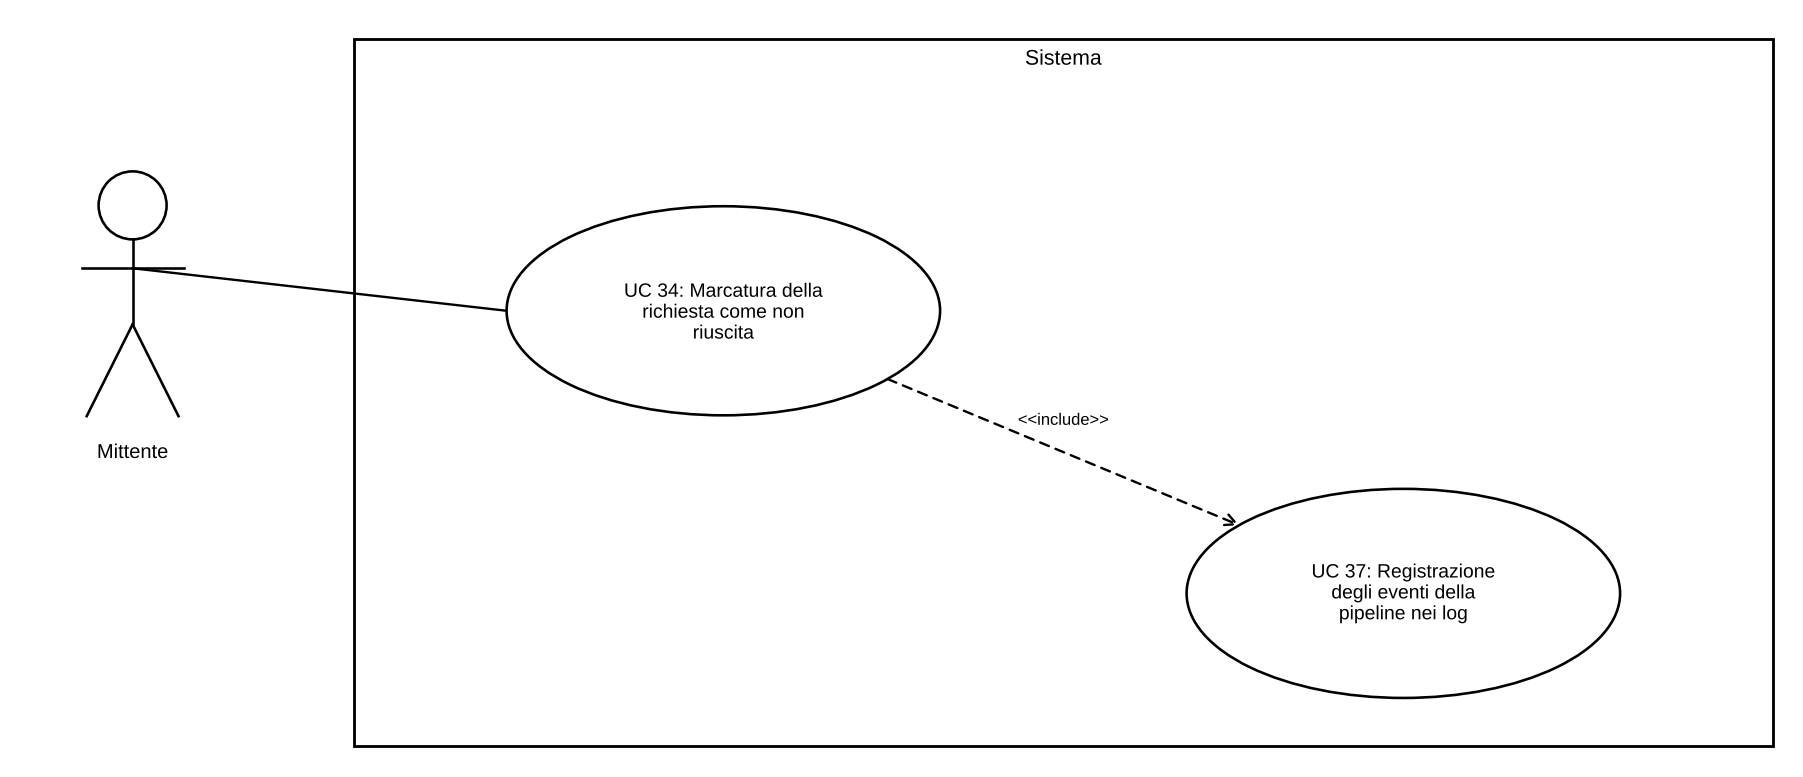 Sistema
UC 34: Marcatura della
richiesta come non
riuscita
<<include>>
Mittente
UC 37: Registrazione
degli eventi della
pipeline nei log